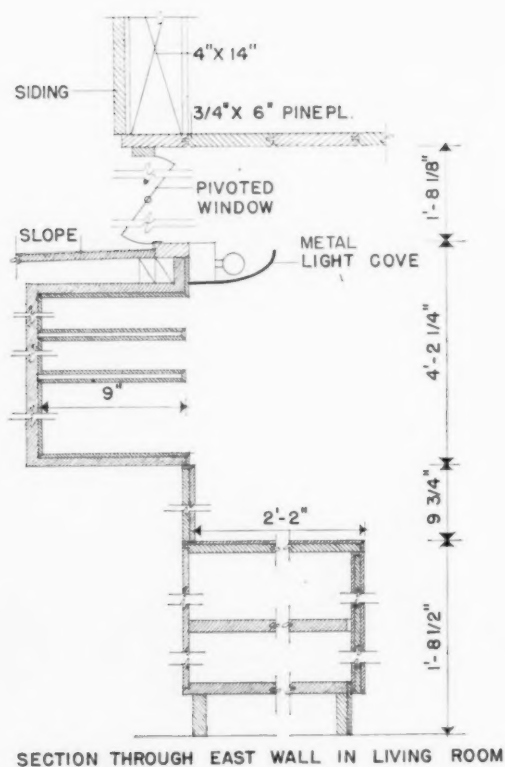 4" X 14"
SIDING
3/4" X 6" PINE PL.
PIVOTED
WINDOW
1'- 8 1/8"
SLOPE
METAL
LIGHT COVE
4'- 2 1/4"
9"
9 3/4"
2'-2"
1'- 8 1/2"
SECTION THROUGH EAST WALL IN LIVING ROOM